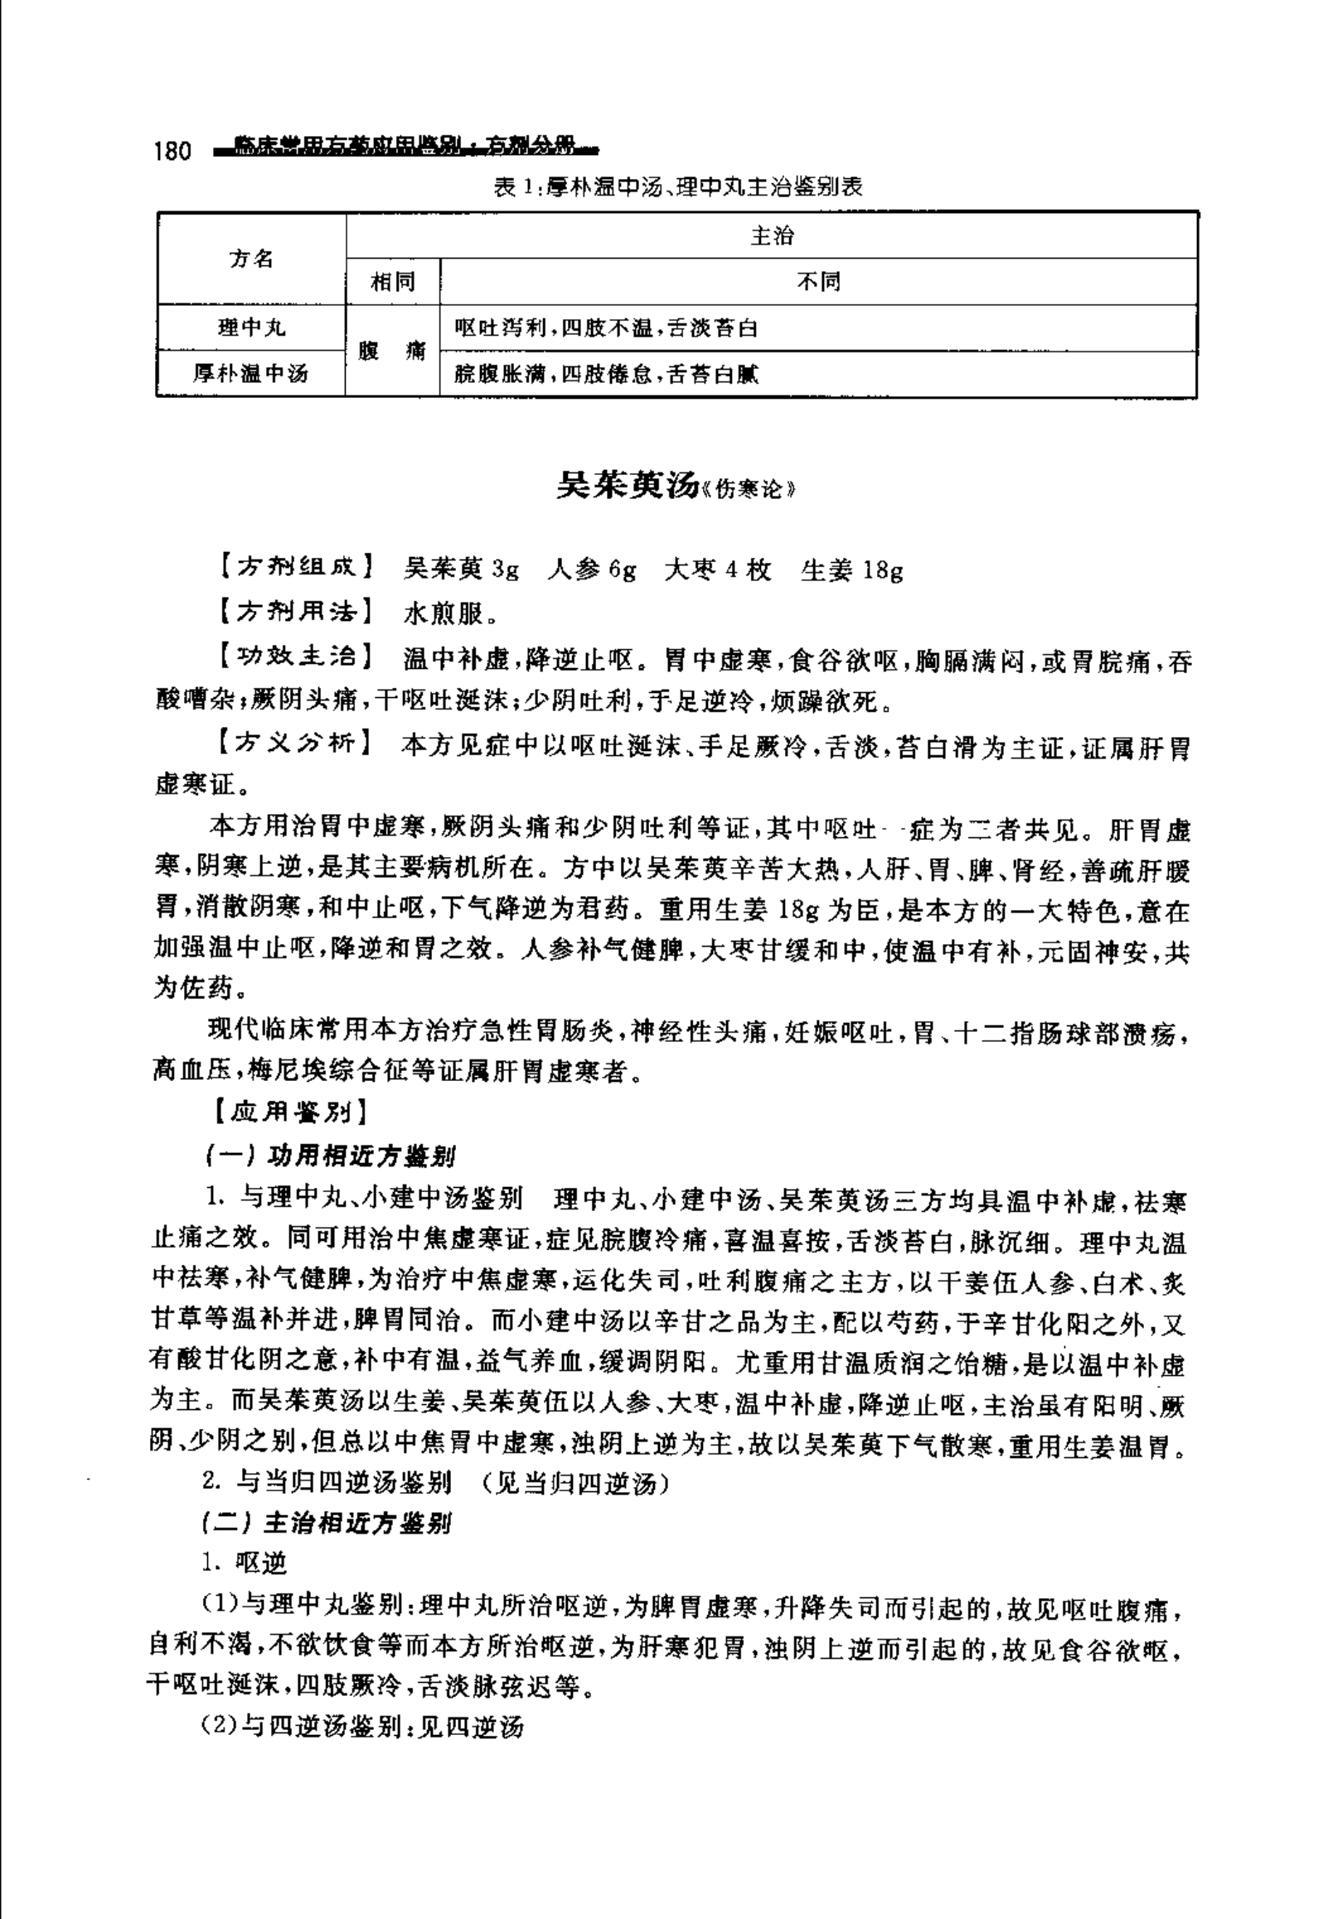 180 临床常用方药应用鉴别·方剂分册
表1:厚朴温中汤、理中丸主治鉴别表
方名
主治
相同
不同
理中丸
腹 痛
呕吐泻利,四肢不温,舌淡苔白
厚朴温中汤
脘腹胀满,四肢倦怠,舌苔白腻
吴茱萸汤《伤寒论》
【方剂组成】 吴茱萸3g 人参6g 大枣4枚 生姜18g
【方剂用法】 水煎服。
【功效主治】 温中补虚,降逆止呕。胃中虚寒,食谷欲呕,胸膈满闷,或胃脘痛,吞
酸嘈杂;厥阴头痛,干呕吐涎沫;少阴吐利,手足逆冷,烦躁欲死。
【方义分析】 本方见症中以呕吐涎沫、手足厥冷,舌淡,苔白滑为主证,证属肝胃
虚寒证。
本方用治胃中虚寒,厥阴头痛和少阴吐利等证,其中呕吐一症为三者共见。肝胃虚
寒,阴寒上逆,是其主要病机所在。方中以吴茱萸辛苦大热,人肝、胃、脾、肾经,善疏肝暖
胃,消散阴寒,和中止呕,下气降逆为君药。重用生姜18g为臣,是本方的一大特色,意在
加强温中止呕,降逆和胃之效。人参补气健脾,大枣甘缓和中,使温中有补,元固神安,共
为佐药。
现代临床常用本方治疗急性胃肠炎,神经性头痛,妊娠呕吐,胃、十二指肠球部溃疡,
高血压,梅尼埃综合征等证属肝胃虚寒者。
【应用鉴别】
(一)功用相近方鉴别
1. 与理中丸、小建中汤鉴别 理中丸、小建中汤、吴茱萸汤三方均具温中补虚,祛寒
止痛之效。同可用治中焦虚寒证,症见脘腹冷痛,喜温喜按,舌淡苔白,脉沉细。理中丸温
中祛寒,补气健脾,为治疗中焦虚寒,运化失司,吐利腹痛之主方,以干姜伍人参、白术、炙
甘草等温补并进,脾胃同治。而小建中汤以辛甘之品为主,配以芍药,于辛甘化阳之外,又
有酸甘化阴之意,补中有温,益气养血,缓调阴阳。尤重用甘温质润之饴糖,是以温中补虚
为主。而吴茱萸汤以生姜、吴茱萸伍以人参、大枣,温中补虚,降逆止呕,主治虽有阳明、厥
阴、少阴之别,但总以中焦胃中虚寒,浊阴上逆为主,故以吴茱萸下气散寒,重用生姜温胃。
2. 与当归四逆汤鉴别 (见当归四逆汤)
(二)主治相近方鉴别
1. 呕逆
(1)与理中丸鉴别:理中丸所治呕逆,为脾胃虚寒,升降失司而引起的,故见呕吐腹痛,
自利不渴,不欲饮食等而本方所治呕逆,为肝寒犯胃,浊阴上逆而引起的,故见食谷欲呕,
干呕吐涎沫,四肢厥冷,舌淡脉弦迟等。
(2)与四逆汤鉴别:见四逆汤